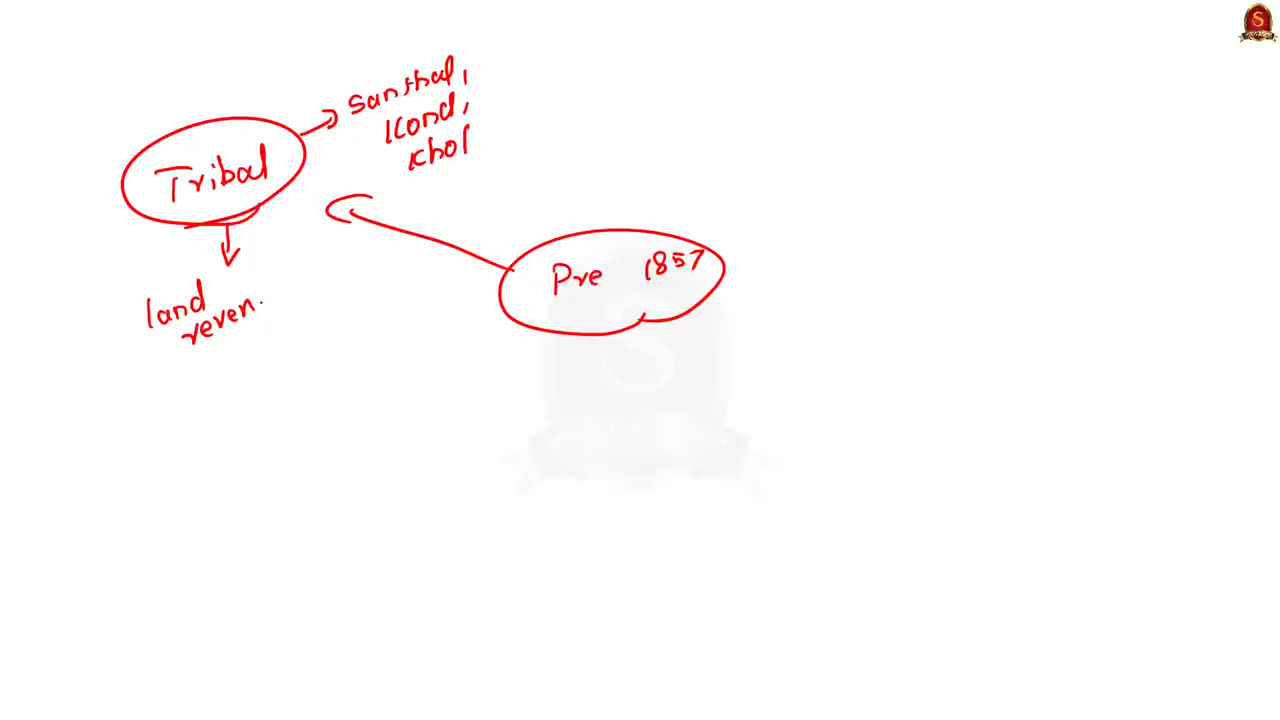 Santhal,
Kond,
Khol
Tribal
Pre 1857
land
reven.